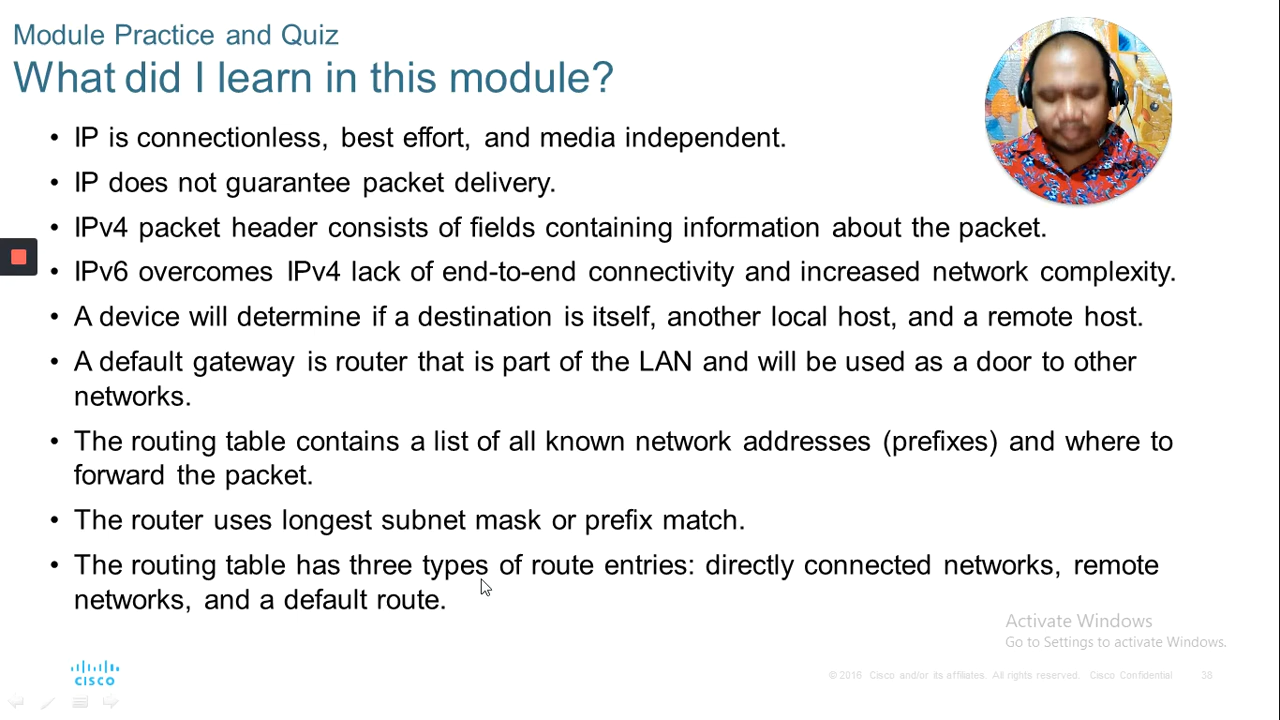 Module Practice and Quiz
What did I learn in this module?
• IP is connectionless, best effort, and media independent.
• IP does not guarantee packet delivery.
• IPv4 packet header consists of fields containing information about the packet.
• IPv6 overcomes IPv4 lack of end-to-end connectivity and increased network complexity.
• A device will determine if a destination is itself, another local host, and a remote host.
• A default gateway is router that is part of the LAN and will be used as a door to other
networks.
• The routing table contains a list of all known network addresses (prefixes) and where to
forward the packet.
• The router uses longest subnet mask or prefix match.
• The routing table has three types of route entries: directly connected networks, remote
networks, and a default route.
Activate Windows
Go to Settings to activate Windows.
CISCO
© 2016 Cisco and/or its affiliates. All rights reserved. Cisco Confidential 38